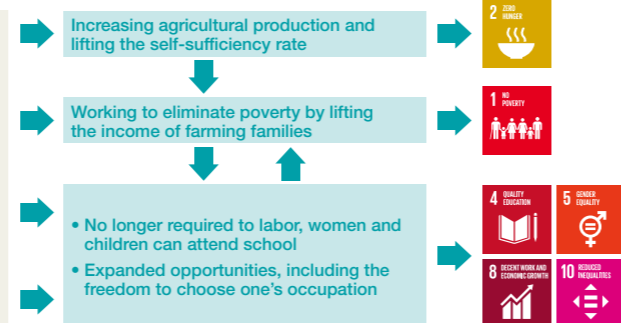 Increasing agricultural production and
lifting the self-sufficiency rate
2 ZERO
HUNGER
Working to eliminate poverty by lifting
the income of farming families
1 NO
POVERTY
• No longer required to labor, women and
children can attend school
• Expanded opportunities, including the
freedom to choose one's occupation
4 QUALITY
EDUCATION
5 GENDER
EQUALITY
8 DECENT WORK AND
ECONOMIC GROWTH
10 REDUCED
INEQUALITIES